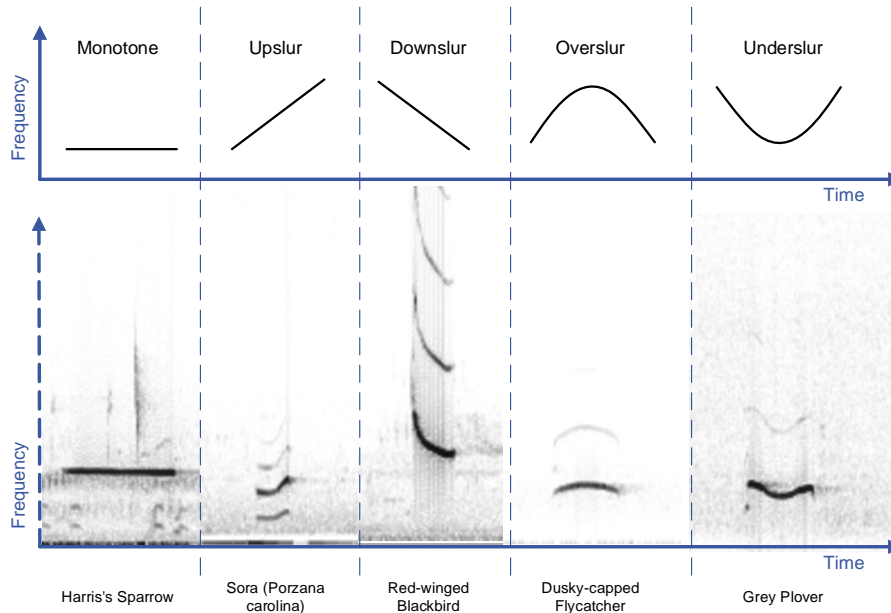 Monotone
Upslur
Downslur
Overslur
Underslur
Frequency
Time
Frequency
Time
Harris's Sparrow
Sora (Porzana
carolina)
Red-winged
Blackbird
Dusky-capped
Flycatcher
Grey Plover